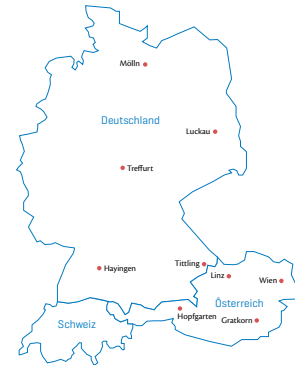 Mölln
Deutschland
Luckau
Treffurt
Tittling
Hayingen
Linz
Wien
Österreich
Hopfgarten
Gratkorn
Schweiz